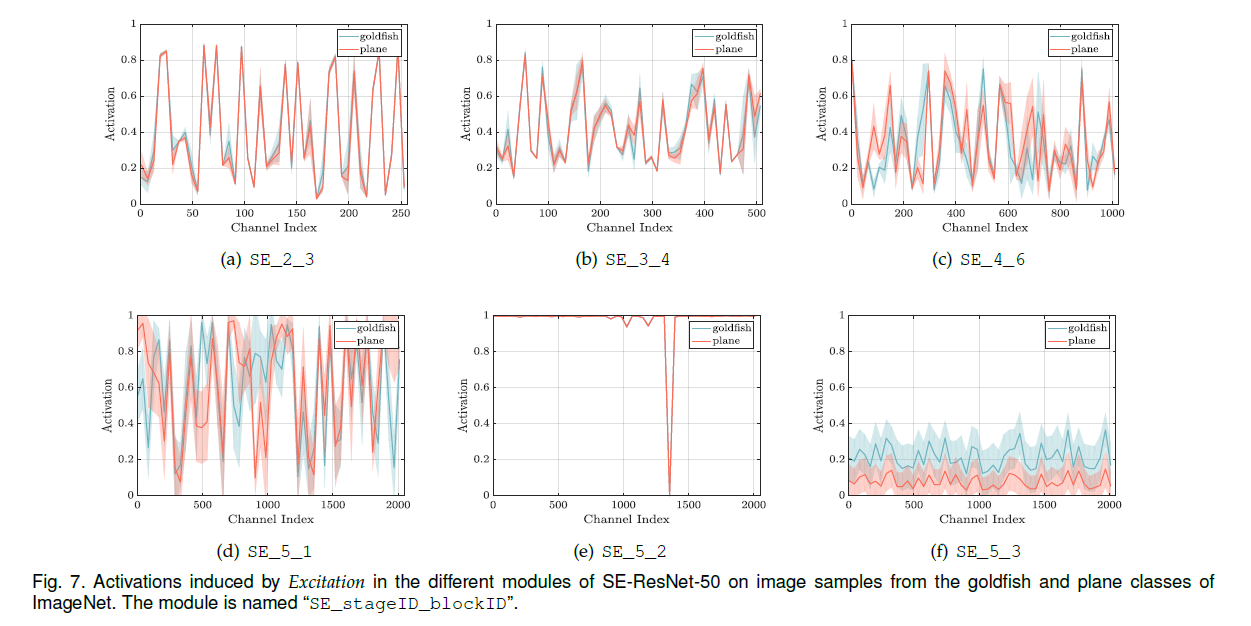 1
0.8
0.6
0.4
0.2
0
Activation
goldfish
plane
0 50 100 150 200 250
Channel Index
(a) SE_2_3
1
0.8
0.6
0.4
0.2
0
Activation
goldfish
plane
0 100 200 300 400 500
Channel Index
(b) SE_3_4
1
0.8
0.6
0.4
0.2
0
Activation
goldfish
plane
0 200 400 600 800 1000
Channel Index
(c) SE_4_6
1
0.8
0.6
0.4
0.2
0
Activation
goldfish
plane
0 500 1000 1500 2000
Channel Index
(d) SE_5_1
1
0.8
0.6
0.4
0.2
0
Activation
goldfish
plane
0 500 1000 1500 2000
Channel Index
(e) SE_5_2
1
0.8
0.6
0.4
0.2
0
Activation
goldfish
plane
0 500 1000 1500 2000
Channel Index
(f) SE_5_3
Fig. 7. Activations induced by Excitation in the different modules of SE-ResNet-50 on image samples from the goldfish and plane classes of
ImageNet. The module is named “SE_stageID_blockID”.